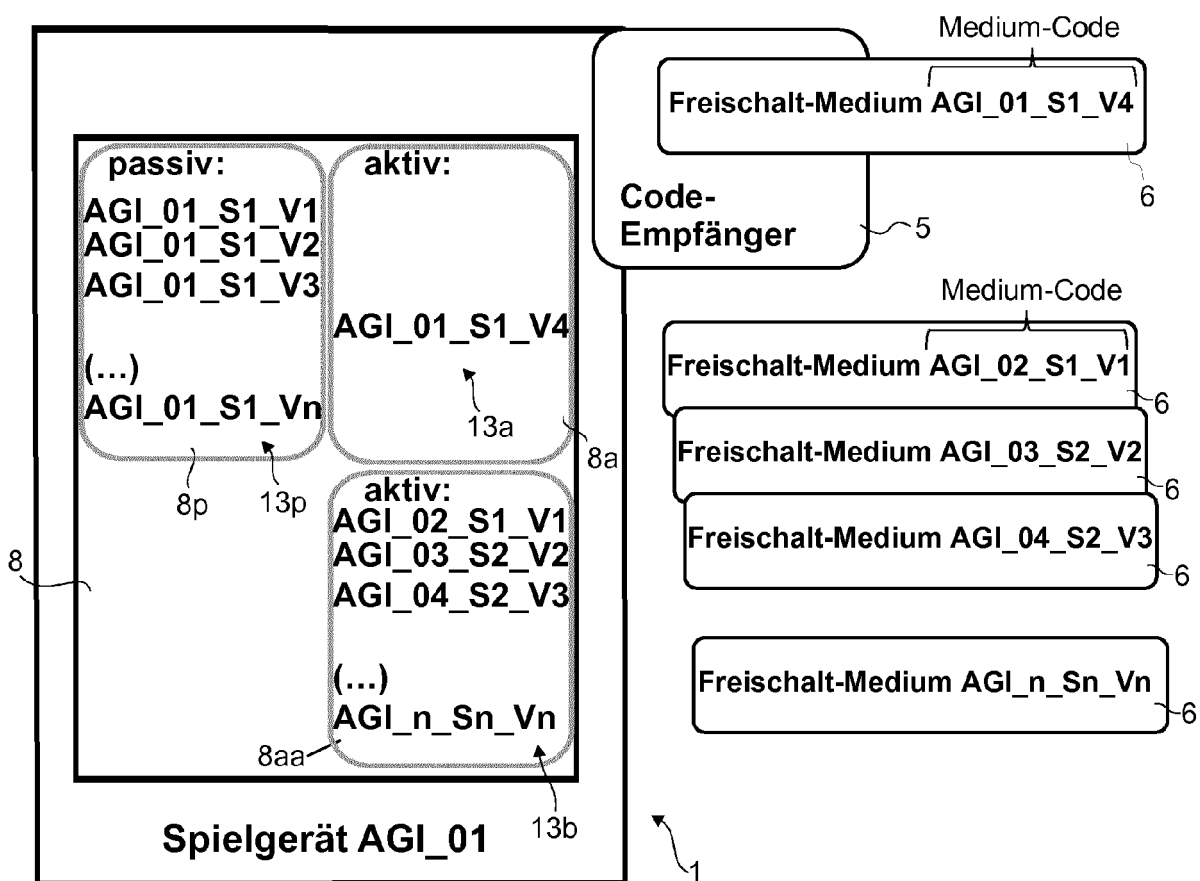 Medium-Code
Freischalt-Medium AGI_01_S1_V4
6
Code-
Empfänger
5
passiv:
AGI_01_S1_V1
AGI_01_S1_V2
AGI_01_S1_V3
(...)
AGI_01_S1_Vn
8p
13p
aktiv:
AGI_01_S1_V4
13a
8a
Medium-Code
Freischalt-Medium AGI_02_S1_V1
6
Freischalt-Medium AGI_03_S2_V2
6
Freischalt-Medium AGI_04_S2_V3
6
Freischalt-Medium AGI_n_Sn_Vn
6
8
aktiv:
AGI_02_S1_V1
AGI_03_S2_V2
AGI_04_S2_V3
(...)
AGI_n_Sn_Vn
8aa
13b
Spielgerät AGI_01
1